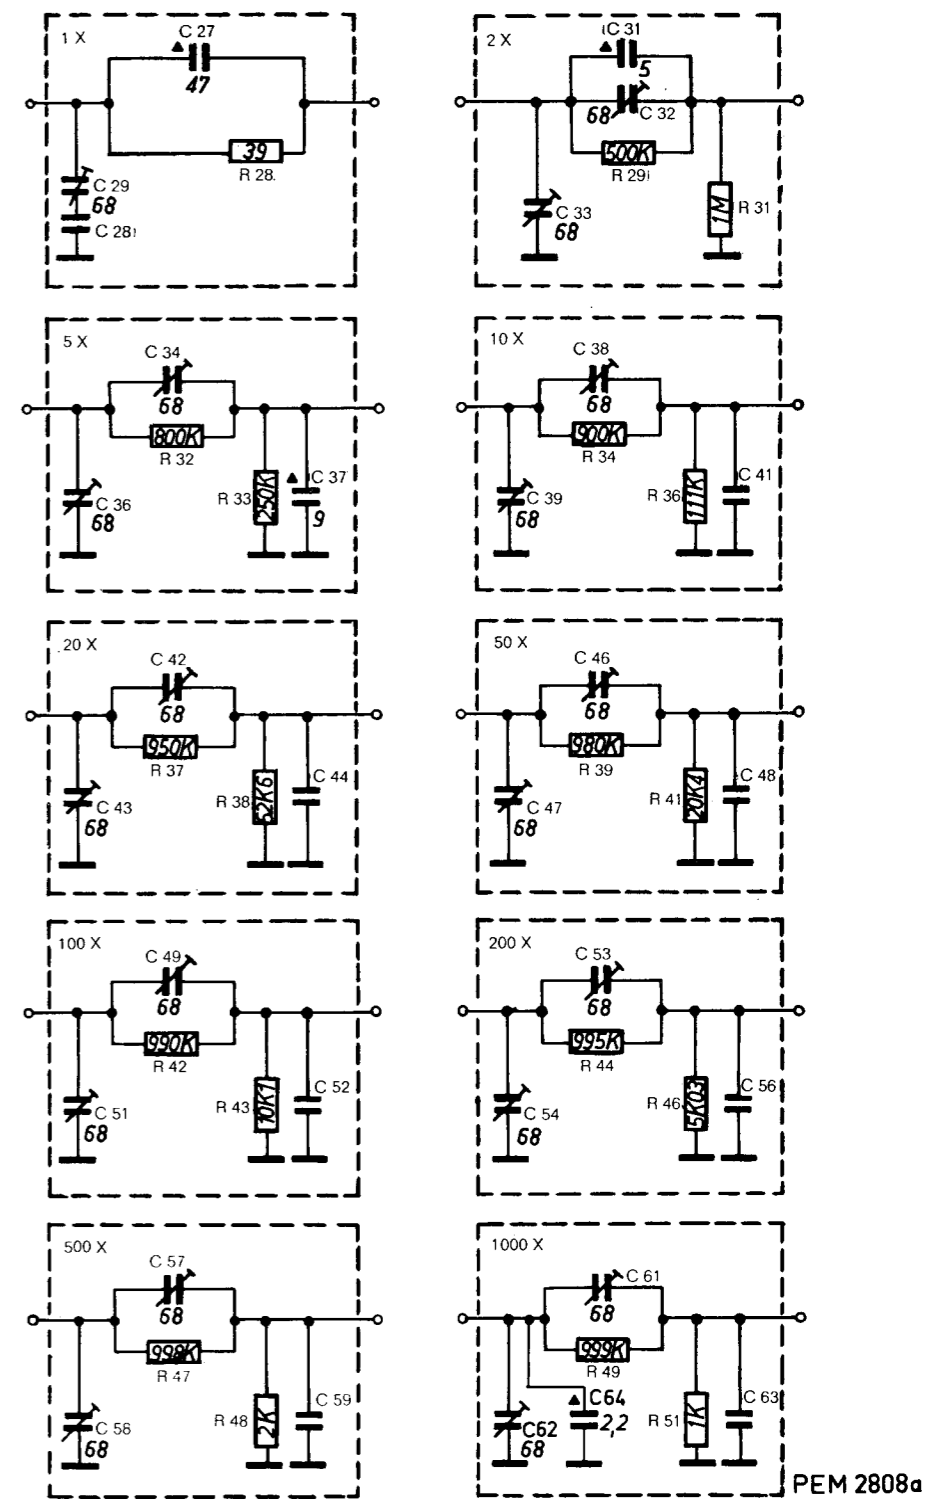 1 X
C 27
47
39
R 28
C 29
68
C 28
2 X
C 31
5
68
C 32
500K
R 29
C 33
68
1M
R 31
5 X
C 34
68
800K
R 32
C 36
68
R 33
250K
C 37
9
10 X
C 38
68
900K
R 34
C 39
68
R 36
111K
C 41
20 X
C 42
68
950K
R 37
C 43
68
R 38
52K6
C 44
50 X
C 46
68
980K
R 39
C 47
68
R 41
20K4
C 48
100 X
C 49
68
990K
R 42
C 51
68
R 43
10K1
C 52
200 X
C 53
68
995K
R 44
C 54
68
R 46
5K03
C 56
500 X
C 57
68
998K
R 47
C 58
68
R 48
2K
C 59
1000 X
C 61
68
999K
R 49
C62
68
C64
2,2
R 51
1K
C 63
PEM 2808a